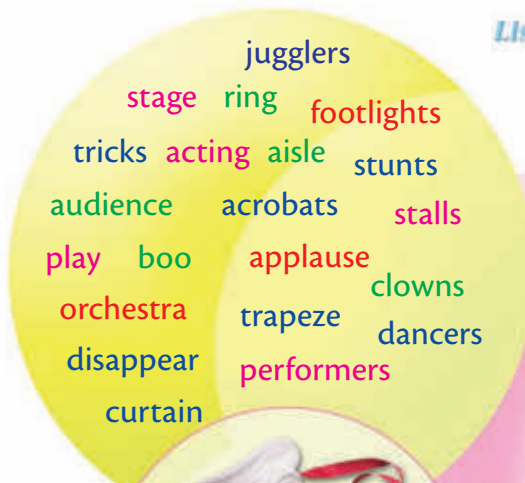 jugglers
stage ring footlights
tricks acting aisle stunts
audience acrobats stalls
play boo applause
clowns
orchestra trapeze dancers
disappear performers
curtain